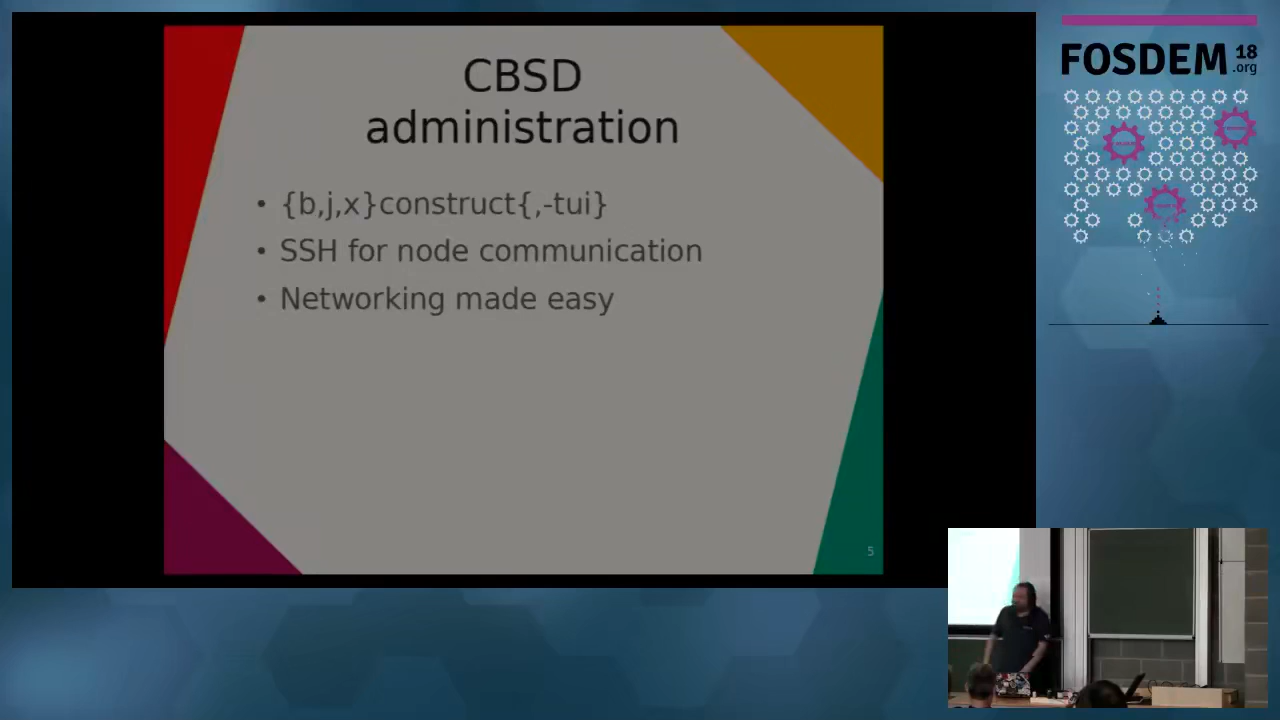 CBSD
administration
• {b,j,x}construct{,-tui}
• SSH for node communication
• Networking made easy
5
FOSDEM 18
.org